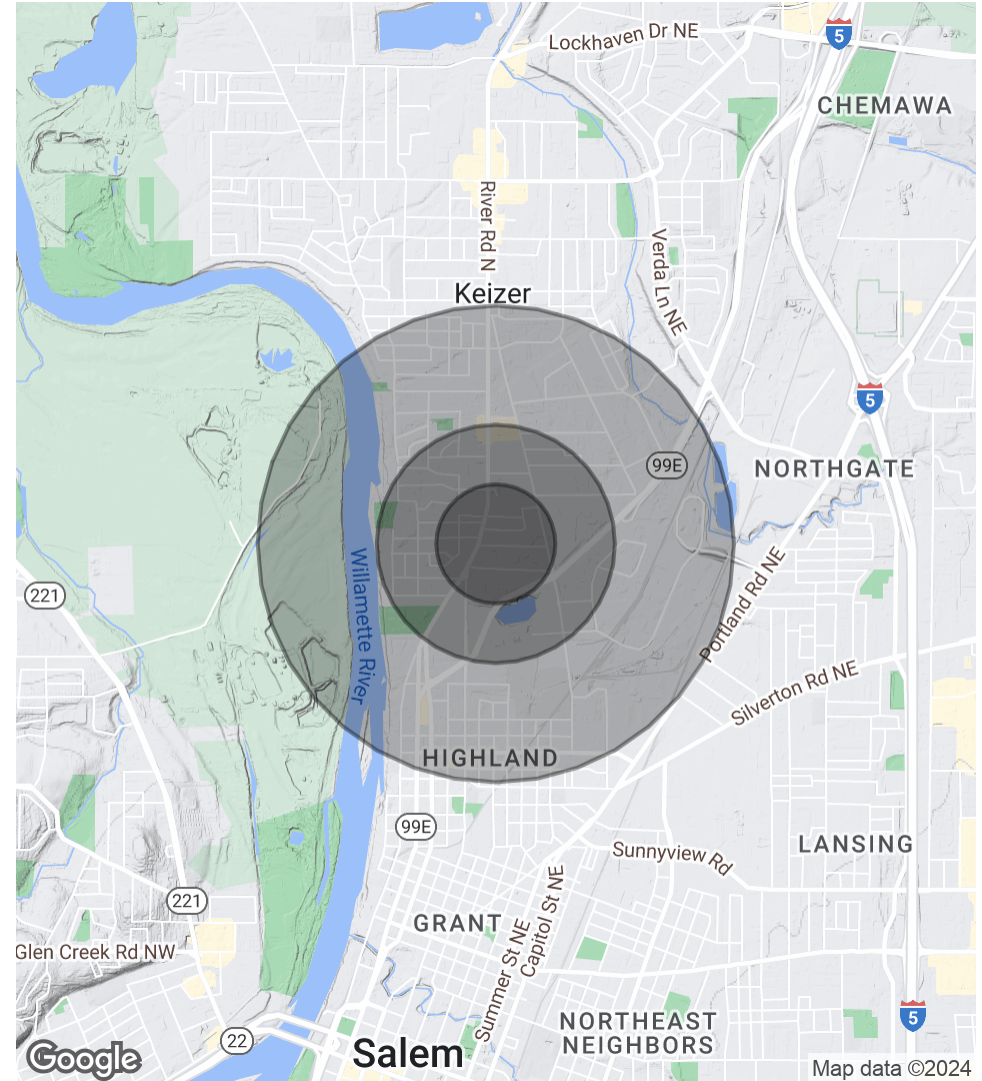 Lockhaven Dr NE
5
CHEMAWA
River Rd N
Verda Ln NE
Keizer
5
99E
NORTHGATE
221
Willamette River
Portland Rd NE
Silverton Rd NE
HIGHLAND
99E
Sunnyview Rd
LANSING
221
GRANT
Capitol St NE
Summer St NE
Glen Creek Rd NW
5
NORTHEAST
NEIGHBORS
22
Salem
Google
Map data ©2024